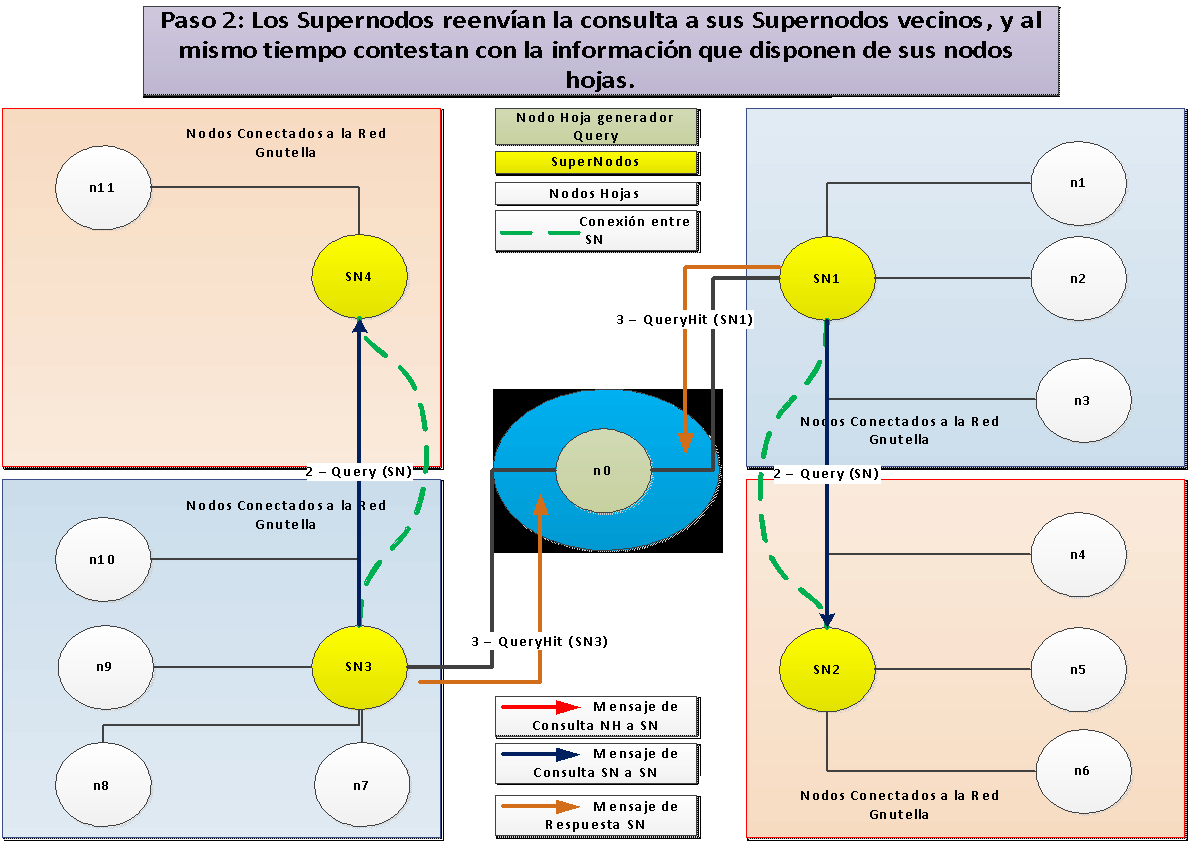 Paso 2: Los Supernodos reenvían la consulta a sus Supernodos vecinos, y al
mismo tiempo contestan con la información que disponen de sus nodos
hojas.
Nodos Conectados a la Red
Gnutella
n11
SN4
Nodo Hoja generador
Query
SuperNodos
Nodos Hojas
Conexión entre
SN
n1
SN1
n2
3 – QueryHit (SN1)
n3
Nodos Conectados a la Red
Gnutella
2 – Query (SN)
n0
2 – Query (SN)
Nodos Conectados a la Red
Gnutella
n10
n9
SN3
3 – QueryHit (SN3)
n8
n7
n4
SN2
n5
n6
Nodos Conectados a la Red
Gnutella
Mensaje de
Consulta NH a SN
Mensaje de
Consulta SN a SN
Mensaje de
Respuesta SN